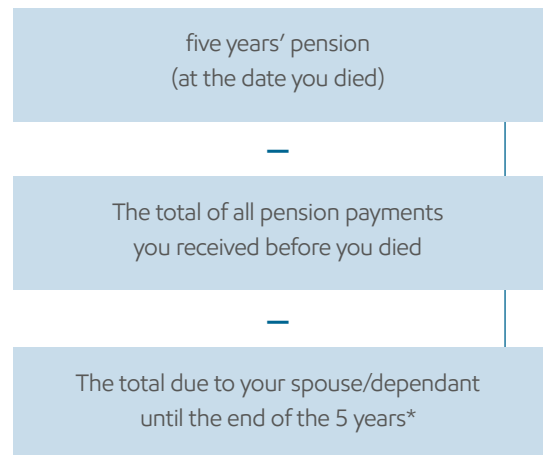 five years’ pension
(at the date you died)
–
The total of all pension payments
you received before you died
–
The total due to your spouse/dependant
until the end of the 5 years*